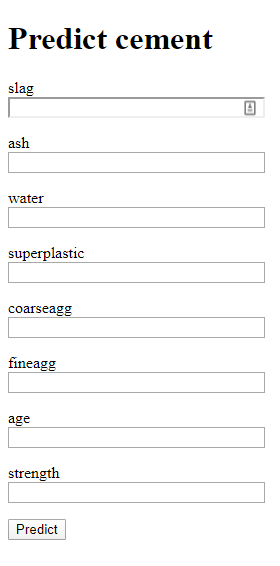 Predict cement
slag
ash
water
superplastic
coarseagg
fineagg
age
strength
Predict